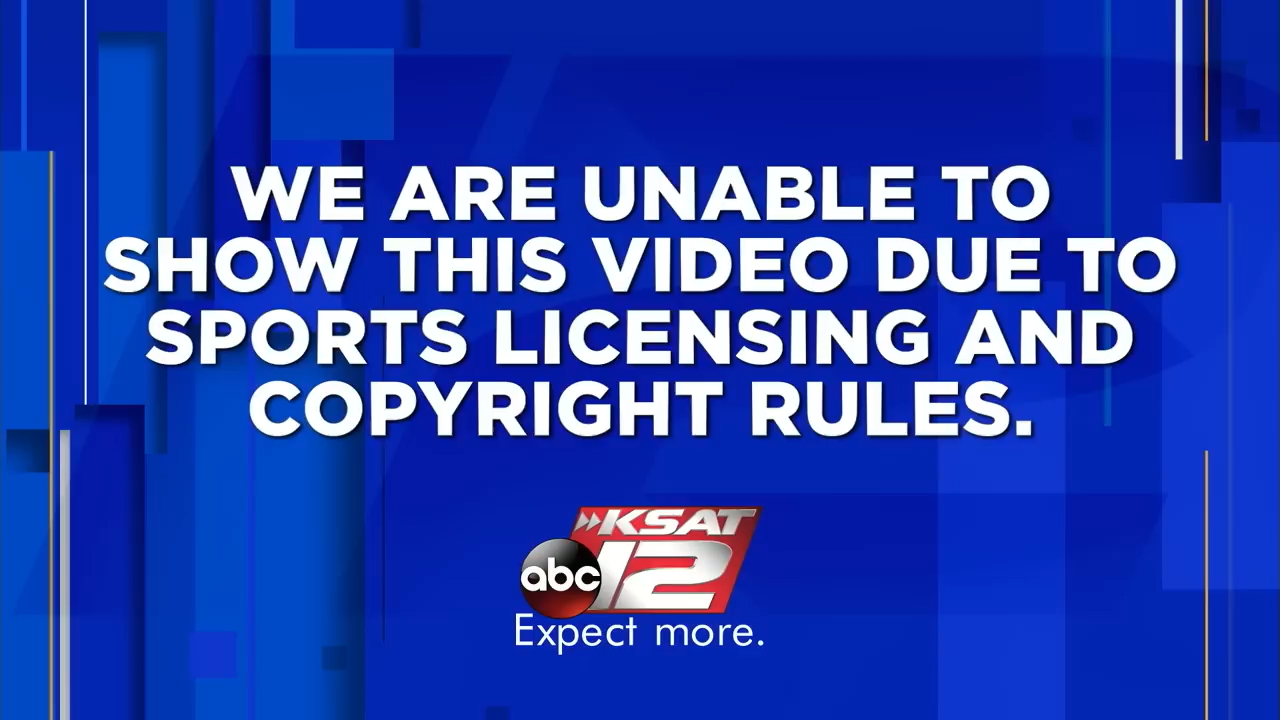 WE ARE UNABLE TO
SHOW THIS VIDEO DUE TO
SPORTS LICENSING AND
COPYRIGHT RULES.
KSAT
abc 12
Expect more.